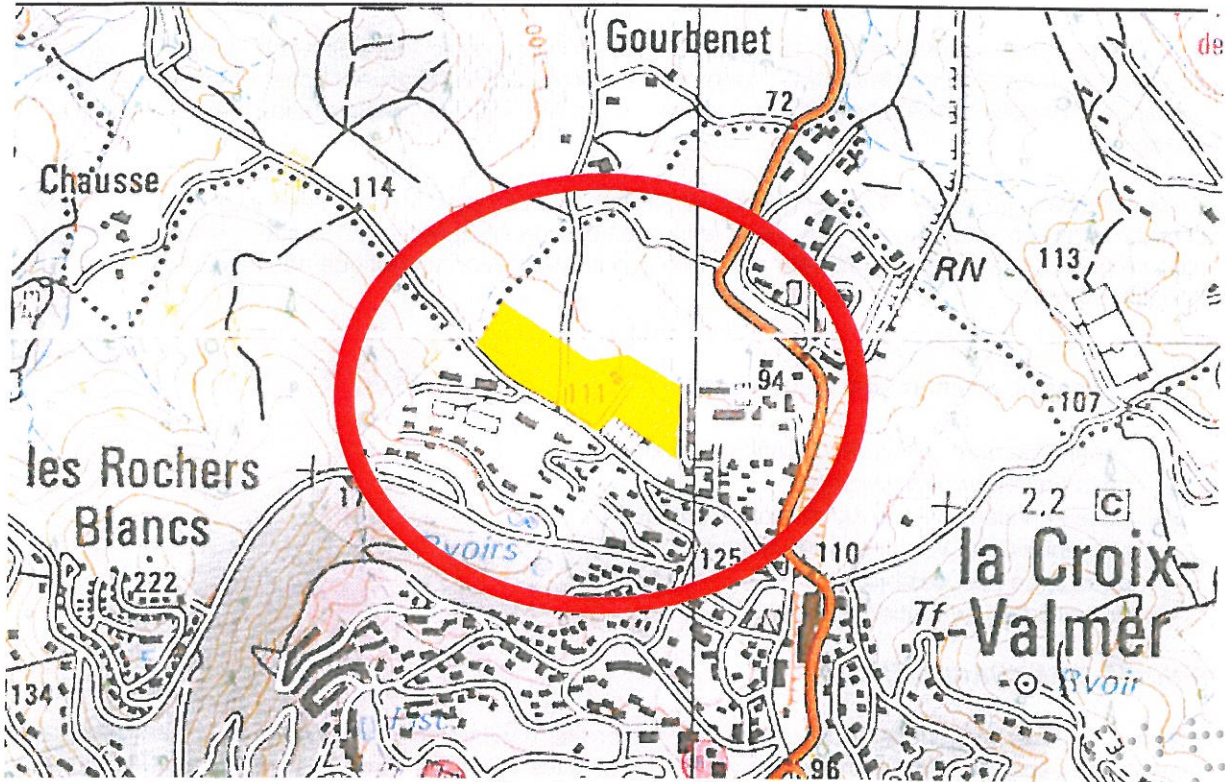 Gourbenet
de
100
72
Chausse
114
RN
113
111
94
107
les Rochers
Blancs
17
2,2 C
Rvoirs
125
110
la Croix-
-Valmer
222
Tf
Rvoir
134
96